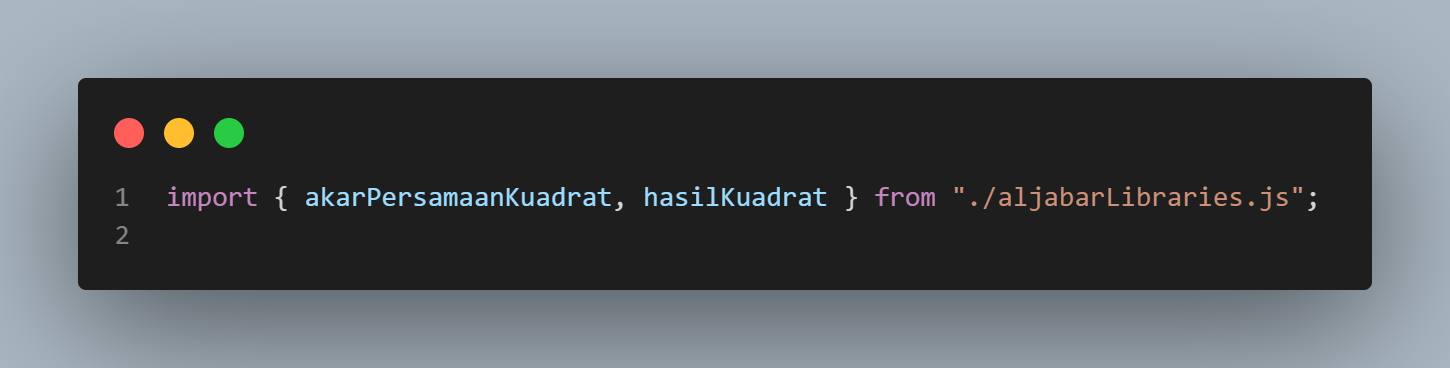 1 import { akarPersamaanKuadrat, hasilKuadrat } from "./aljabarLibraries.js";
2